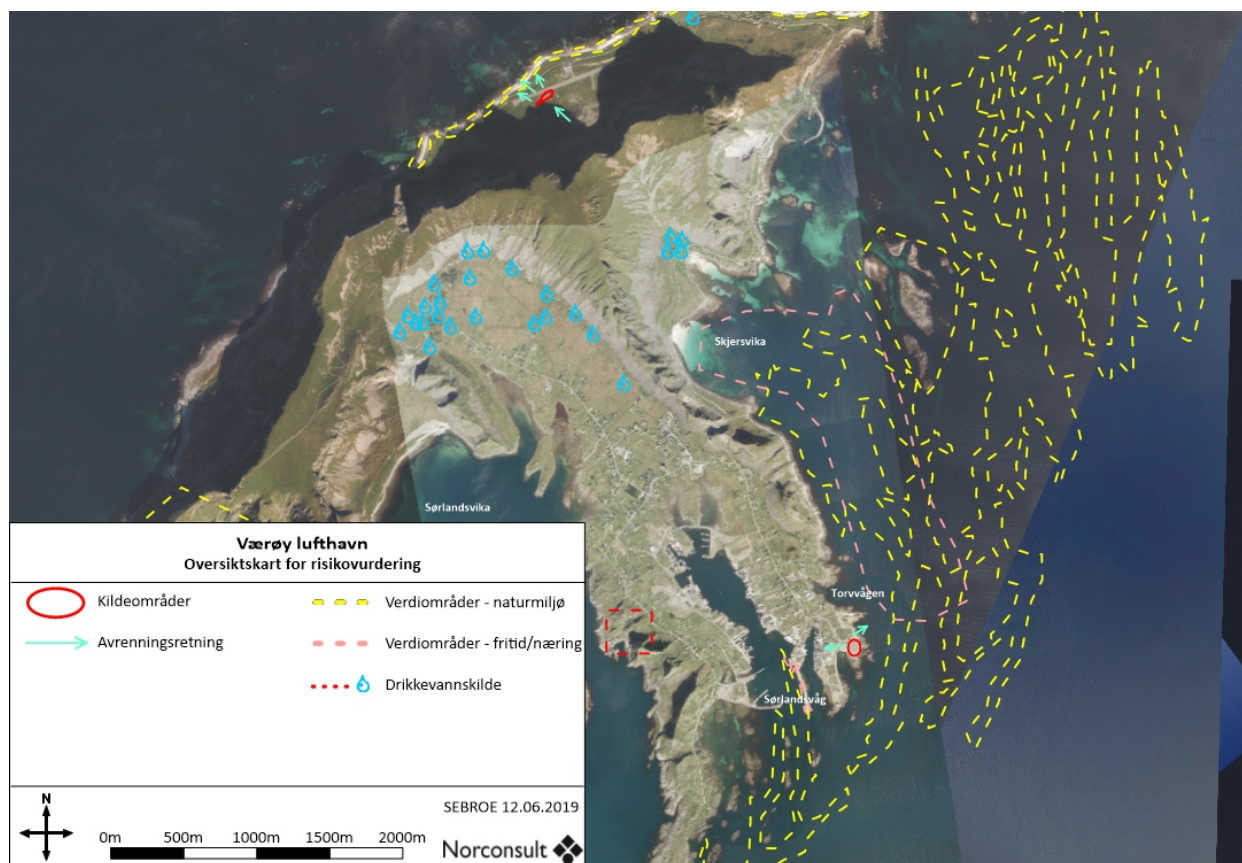 Skjersvika
Sørlandsvika
Torvvågen
Sørlandsvåg
Værøy lufthavn
Oversiktskart for risikovurdering
Kildeområder
Verdiområder - naturmiljø
Avrenningsretning
Verdiområder - fritid/næring
Drikkevannskilde
N
SEBROE 12.06.2019
0m 500m 1000m 1500m 2000m
Norconsult